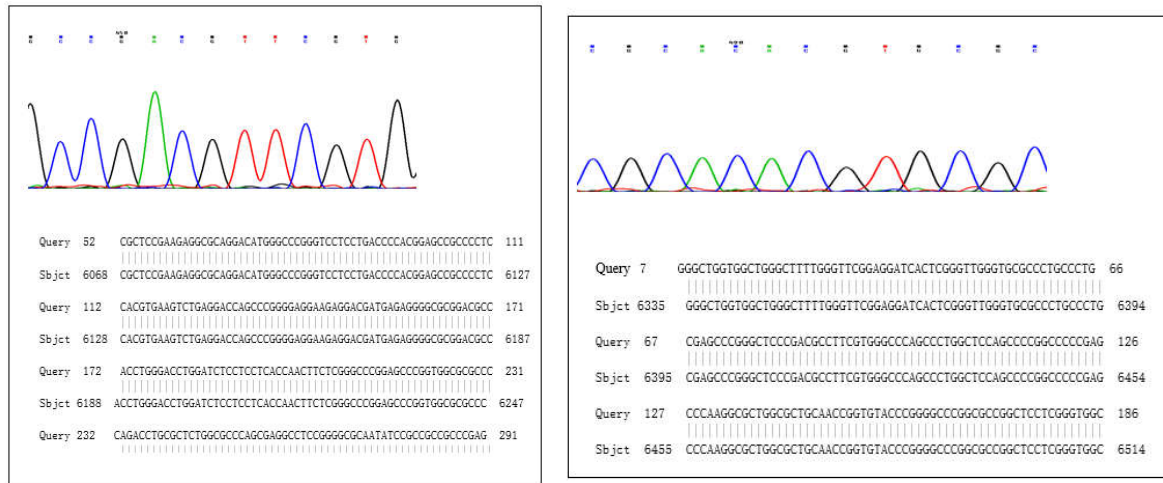 G C C G A C G T T C G T G
Query 52 CGCTCCGAAGAGGCGCAGGACATGGGCCCGGGTCCTCCTGACCCCACGGAGCCGCCCCTC 111
Sbjct 6068 CGCTCCGAAGAGGCGCAGGACATGGGCCCGGGTCCTCCTGACCCCACGGAGCCGCCCCTC 6127
Query 112 CACGTGAAGTCTGAGGACCAGCCCGGGGAGGAAGAGGACGATGAGAGGGGCGCGGACGCC 171
Sbjct 6128 CACGTGAAGTCTGAGGACCAGCCCGGGGAGGAAGAGGACGATGAGAGGGGCGCGGACGCC 6187
Query 172 ACCTGGGACCTGGATCTCCTCCTCACCAACTTCTCGGGCCCGGAGCCCGGTGGCGCGCCC 231
Sbjct 6188 ACCTGGGACCTGGATCTCCTCCTCACCAACTTCTCGGGCCCGGAGCCCGGTGGCGCGCCC 6247
Query 232 CAGACCTGCGCTCTGGCGCCCAGCGAGGCCTCCGGGGCGCAATATCCGCCGCCGCCCGAG 291
C G C A C A C G T G C G C
Query 7 GGGCTGGTGGCTGGGCTTTTGGGTTCGGAGGATCACTCGGGTTGGGTGCGCCCTGCCCTG 66
Sbjct 6335 GGGCTGGTGGCTGGGCTTTTGGGTTCGGAGGATCACTCGGGTTGGGTGCGCCCTGCCCTG 6394
Query 67 CGAGCCCGGGCTCCCGACGCCTTCGTGGGCCCAGCCCTGGCTCCAGCCCCGGCCCCCGAG 126
Sbjct 6395 CGAGCCCGGGCTCCCGACGCCTTCGTGGGCCCAGCCCTGGCTCCAGCCCCGGCCCCCGAG 6454
Query 127 CCCAAGGCGCTGGCGCTGCAACCGGTGTACCCGGGGCCCGGCGCCGGCTCCTCGGGTGGC 186
Sbjct 6455 CCCAAGGCGCTGGCGCTGCAACCGGTGTACCCGGGGCCCGGCGCCGGCTCCTCGGGTGGC 6514